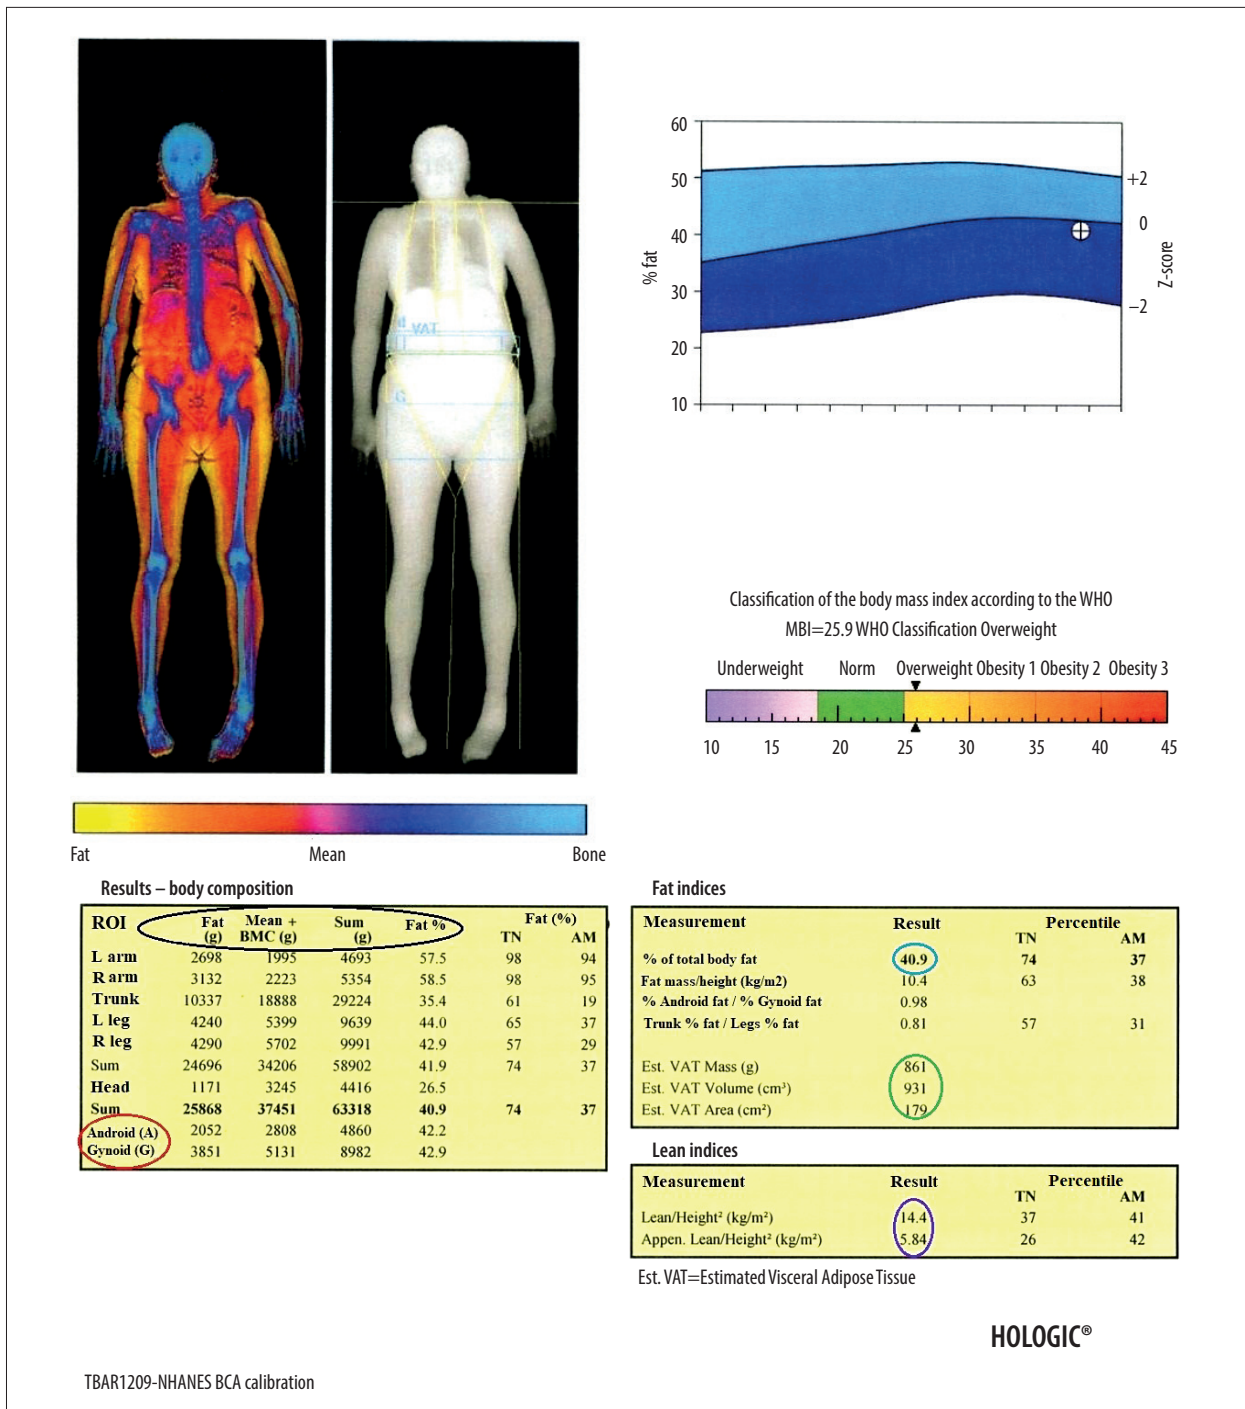 d
VAT
G
60
50
40
30
20
10
% fat
+2
0
−2
Z-score
Classification of the body mass index according to the WHO
MBI=25.9 WHO Classification Overweight
Underweight Norm Overweight Obesity 1 Obesity 2 Obesity 3
10 15 20 25 30 35 40 45
Fat Mean Bone
Results – body composition
ROI Fat (g) Mean + BMC (g) Sum (g) Fat % Fat (%) TN AM
L arm 2698 1995 4693 57.5 98 94
R arm 3132 2223 5354 58.5 98 95
Trunk 10337 18888 29224 35.4 61 19
L leg 4240 5399 9639 44.0 65 37
R leg 4290 5702 9991 42.9 57 29
Sum 24696 34206 58902 41.9 74 37
Head 1171 3245 4416 26.5
Sum 25868 37451 63318 40.9 74 37
Android (A) 2052 2808 4860 42.2
Gynoid (G) 3851 5131 8982 42.9
Fat indices
Measurement Result Percentile
TN AM
% of total body fat 40.9 74 37
Fat mass/height (kg/m2) 10.4 63 38
% Android fat / % Gynoid fat 0.98
Trunk % fat / Legs % fat 0.81 57 31
Est. VAT Mass (g) 861
Est. VAT Volume (cm³) 931
Est. VAT Area (cm²) 179
Lean indices
Measurement Result Percentile
TN AM
Lean/Height² (kg/m²) 14.4 37 41
Appen. Lean/Height² (kg/m²) 5.84 26 42
Est. VAT=Estimated Visceral Adipose Tissue
HOLOGIC®
TBAR1209-NHANES BCA calibration